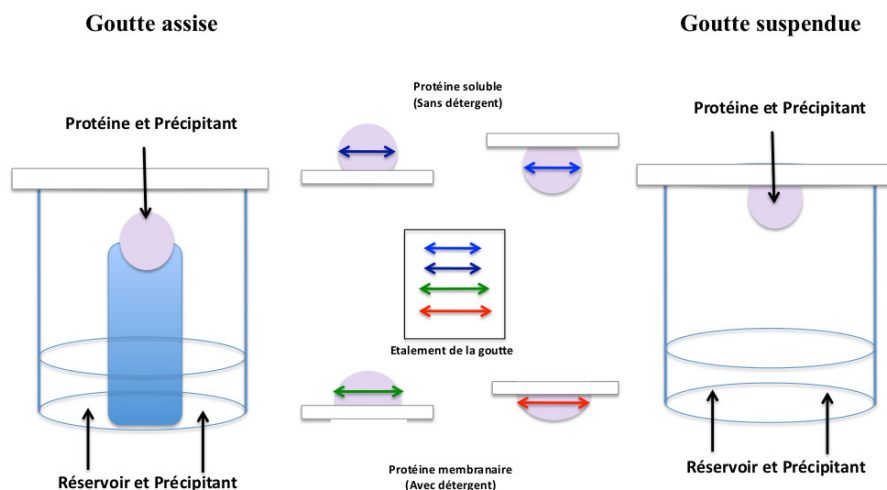 Goutte assise
Goutte suspendue
Protéine soluble
(Sans détergent)
Protéine et Précipitant
Protéine et Précipitant
Etalement de la goutte
Réservoir et Précipitant
Protéine membranaire
(Avec détergent)
Réservoir et Précipitant